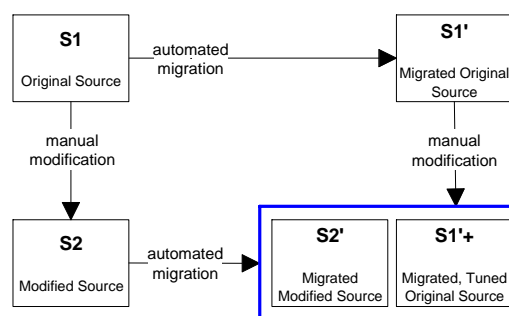 S1
Original Source
automated
migration
S1'
Migrated Original
Source
manual
modification
manual
modification
S2
Modified Source
automated
migration
S2'
Migrated
Modified Source
S1'+
Migrated, Tuned
Original Source